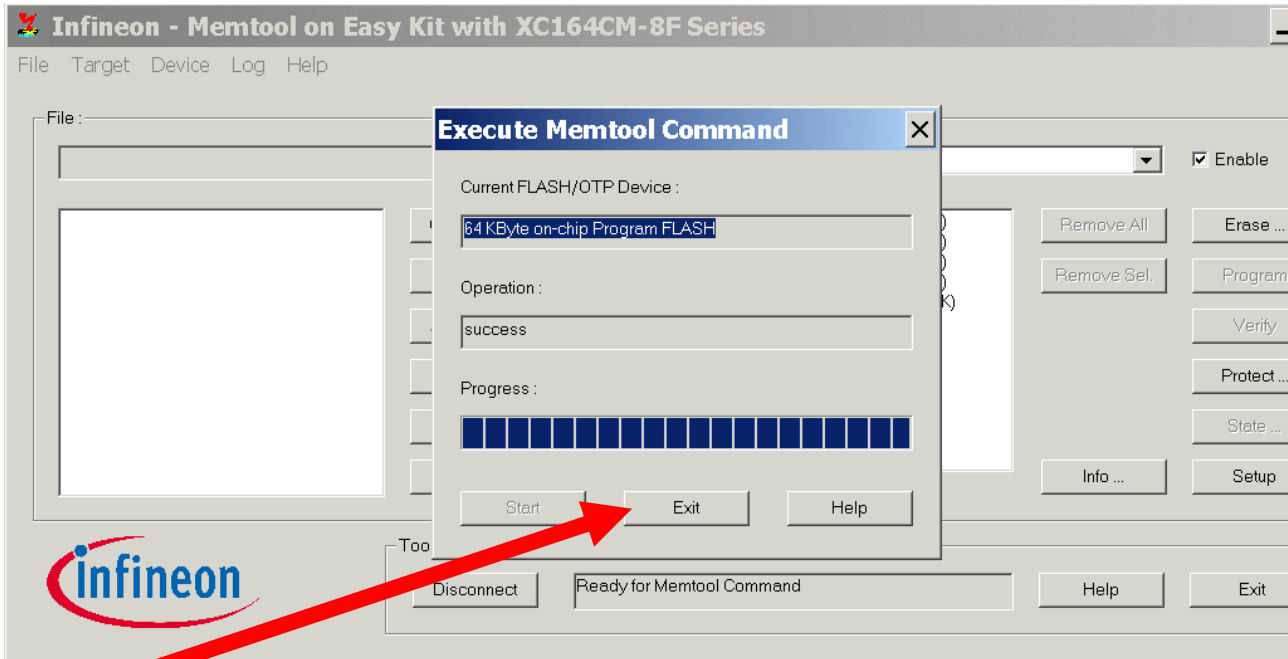 Infineon - Memtool on Easy Kit with XC164CM-8F Series
File Target Device Log Help
File :
Enable
Execute Memtool Command
Current FLASH/OTP Device :
64 KByte on-chip Program FLASH
Operation :
success
Progress :
Start Exit Help
Remove All
Erase ...
Remove Sel.
Program
K)
Verify
Protect ...
State ...
Info ...
Setup
infineon
Too
Disconnect
Ready for Memtool Command
Help
Exit